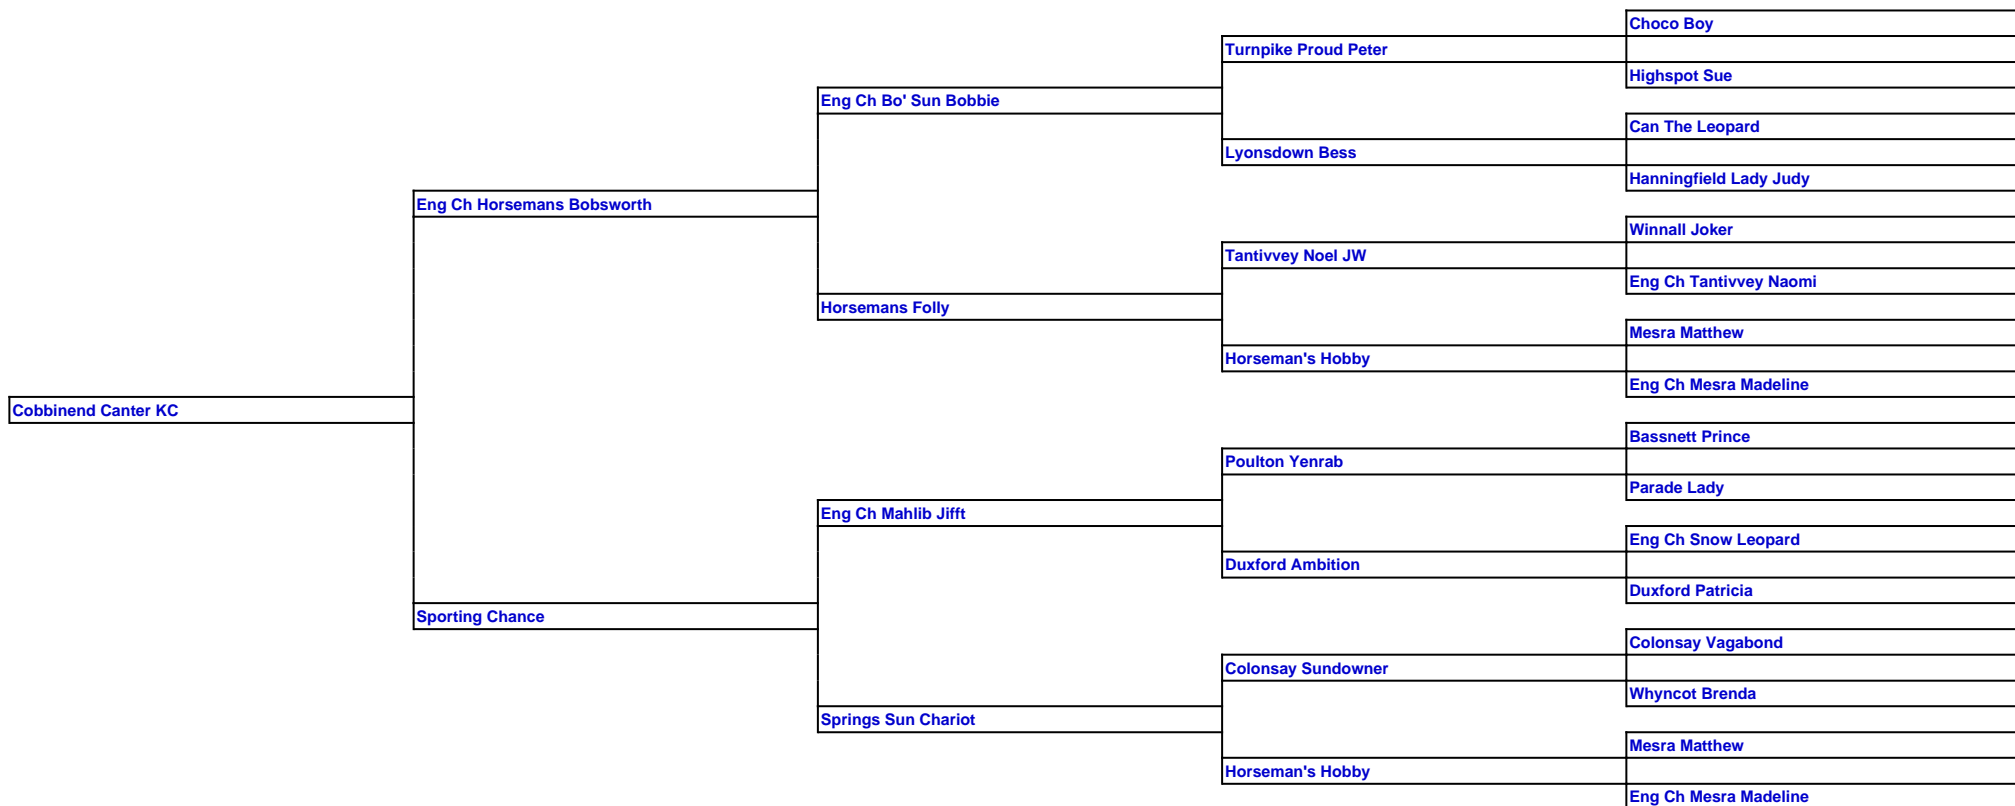 Choco Boy
Turnpike Proud Peter
Highspot Sue
Eng Ch Bo' Sun Bobbie
Can The Leopard
Lyonsdown Bess
Hanningfield Lady Judy
Eng Ch Horsemans Bobsworth
Winnall Joker
Tantivvey Noel JW
Eng Ch Tantivvey Naomi
Horsemans Folly
Mesra Matthew
Horseman's Hobby
Eng Ch Mesra Madeline
Cobbinend Canter KC
Bassnett Prince
Poulton Yenrab
Parade Lady
Eng Ch Mahlib Jifft
Eng Ch Snow Leopard
Duxford Ambition
Duxford Patricia
Sporting Chance
Colonsay Vagabond
Colonsay Sundowner
Whyncot Brenda
Springs Sun Chariot
Mesra Matthew
Horseman's Hobby
Eng Ch Mesra Madeline